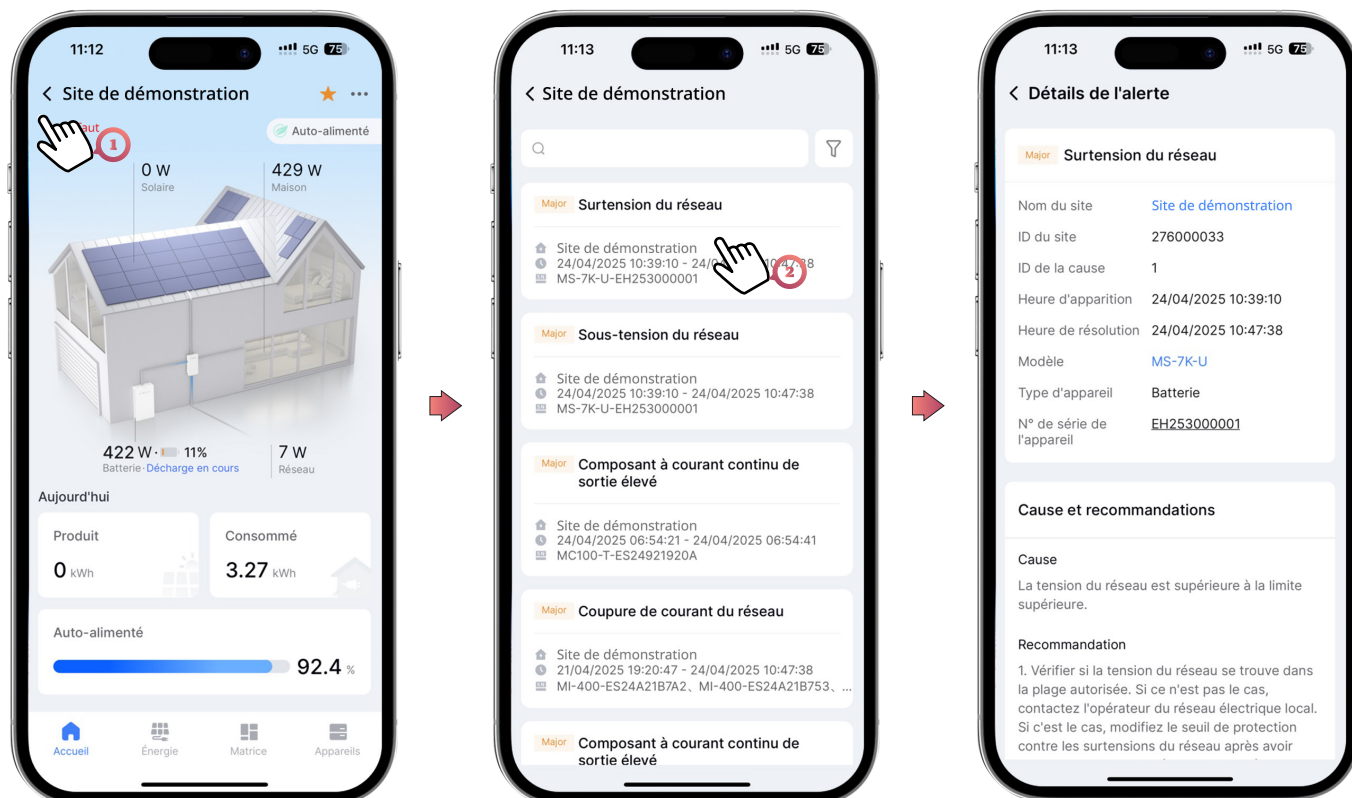 11:12
5G 75
Site de démonstration
aut
1
Auto-alimenté
0 W
Solaire
429 W
Maison
422 W · 11%
Batterie · Décharge en cours
7 W
Réseau
Aujourd'hui
Produit
0 kWh
Consommé
3.27 kWh
Auto-alimenté
92.4 %
Accueil
Énergie
Matrice
Appareils
11:13
5G 75
Site de démonstration
Major Surtension du réseau
Site de démonstration
24/04/2025 10:39:10 - 24/0 10:47:38
MS-7K-U-EH253000001
2
Major Sous-tension du réseau
Site de démonstration
24/04/2025 10:39:10 - 24/04/2025 10:47:38
MS-7K-U-EH253000001
Major Composant à courant continu de
sortie élevé
Site de démonstration
24/04/2025 06:54:21 - 24/04/2025 06:54:41
MC100-T-ES24921920A
Major Coupure de courant du réseau
Site de démonstration
21/04/2025 19:20:47 - 24/04/2025 10:47:38
MI-400-ES24A21B7A2、MI-400-ES24A21B753、...
Major Composant à courant continu de
sortie élevé
11:13
5G 75
Détails de l'alerte
Major Surtension du réseau
Nom du site Site de démonstration
ID du site 276000033
ID de la cause 1
Heure d'apparition 24/04/2025 10:39:10
Heure de résolution 24/04/2025 10:47:38
Modèle MS-7K-U
Type d'appareil Batterie
N° de série de EH253000001
l'appareil
Cause et recommandations
Cause
La tension du réseau est supérieure à la limite
supérieure.
Recommandation
1. Vérifier si la tension du réseau se trouve dans
la plage autorisée. Si ce n'est pas le cas,
contactez l'opérateur du réseau électrique local.
Si c'est le cas, modifiez le seuil de protection
contre les surtensions du réseau après avoir